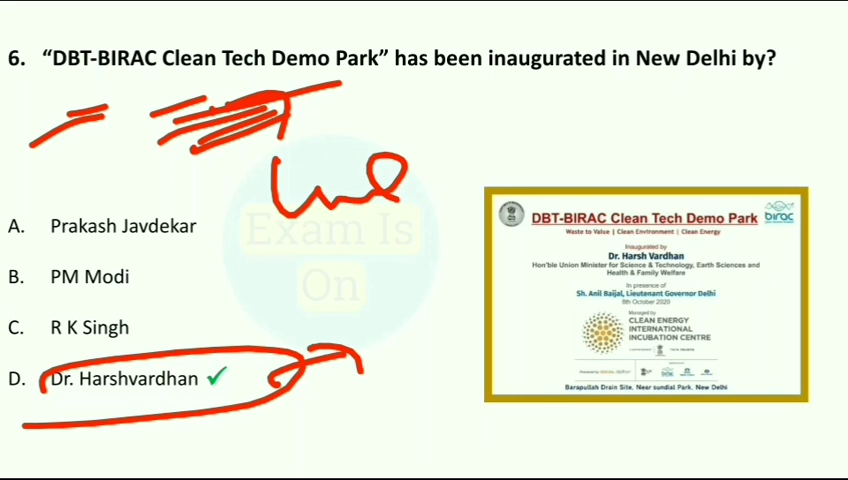 6. “DBT-BIRAC Clean Tech Demo Park” has been inaugurated in New Delhi by?
A. Prakash Javdekar
B. PM Modi
C. R K Singh
D. Dr. Harshvardhan ✓
Exam Is
On
DBT-BIRAC Clean Tech Demo Park
birac
Waste to Value | Clean Environment | Clean Energy
Inaugurated by
Dr. Harsh Vardhan
Hon'ble Union Minister for Science & Technology, Earth Sciences and
Health & Family Welfare
In presence of
Sh. Anil Baijal, Lieutenant Governor Delhi
8th October 2020
Managed by
CLEAN ENERGY
INTERNATIONAL
INCUBATION CENTRE
Barapullah Drain Site, Near sundial Park, New Delhi